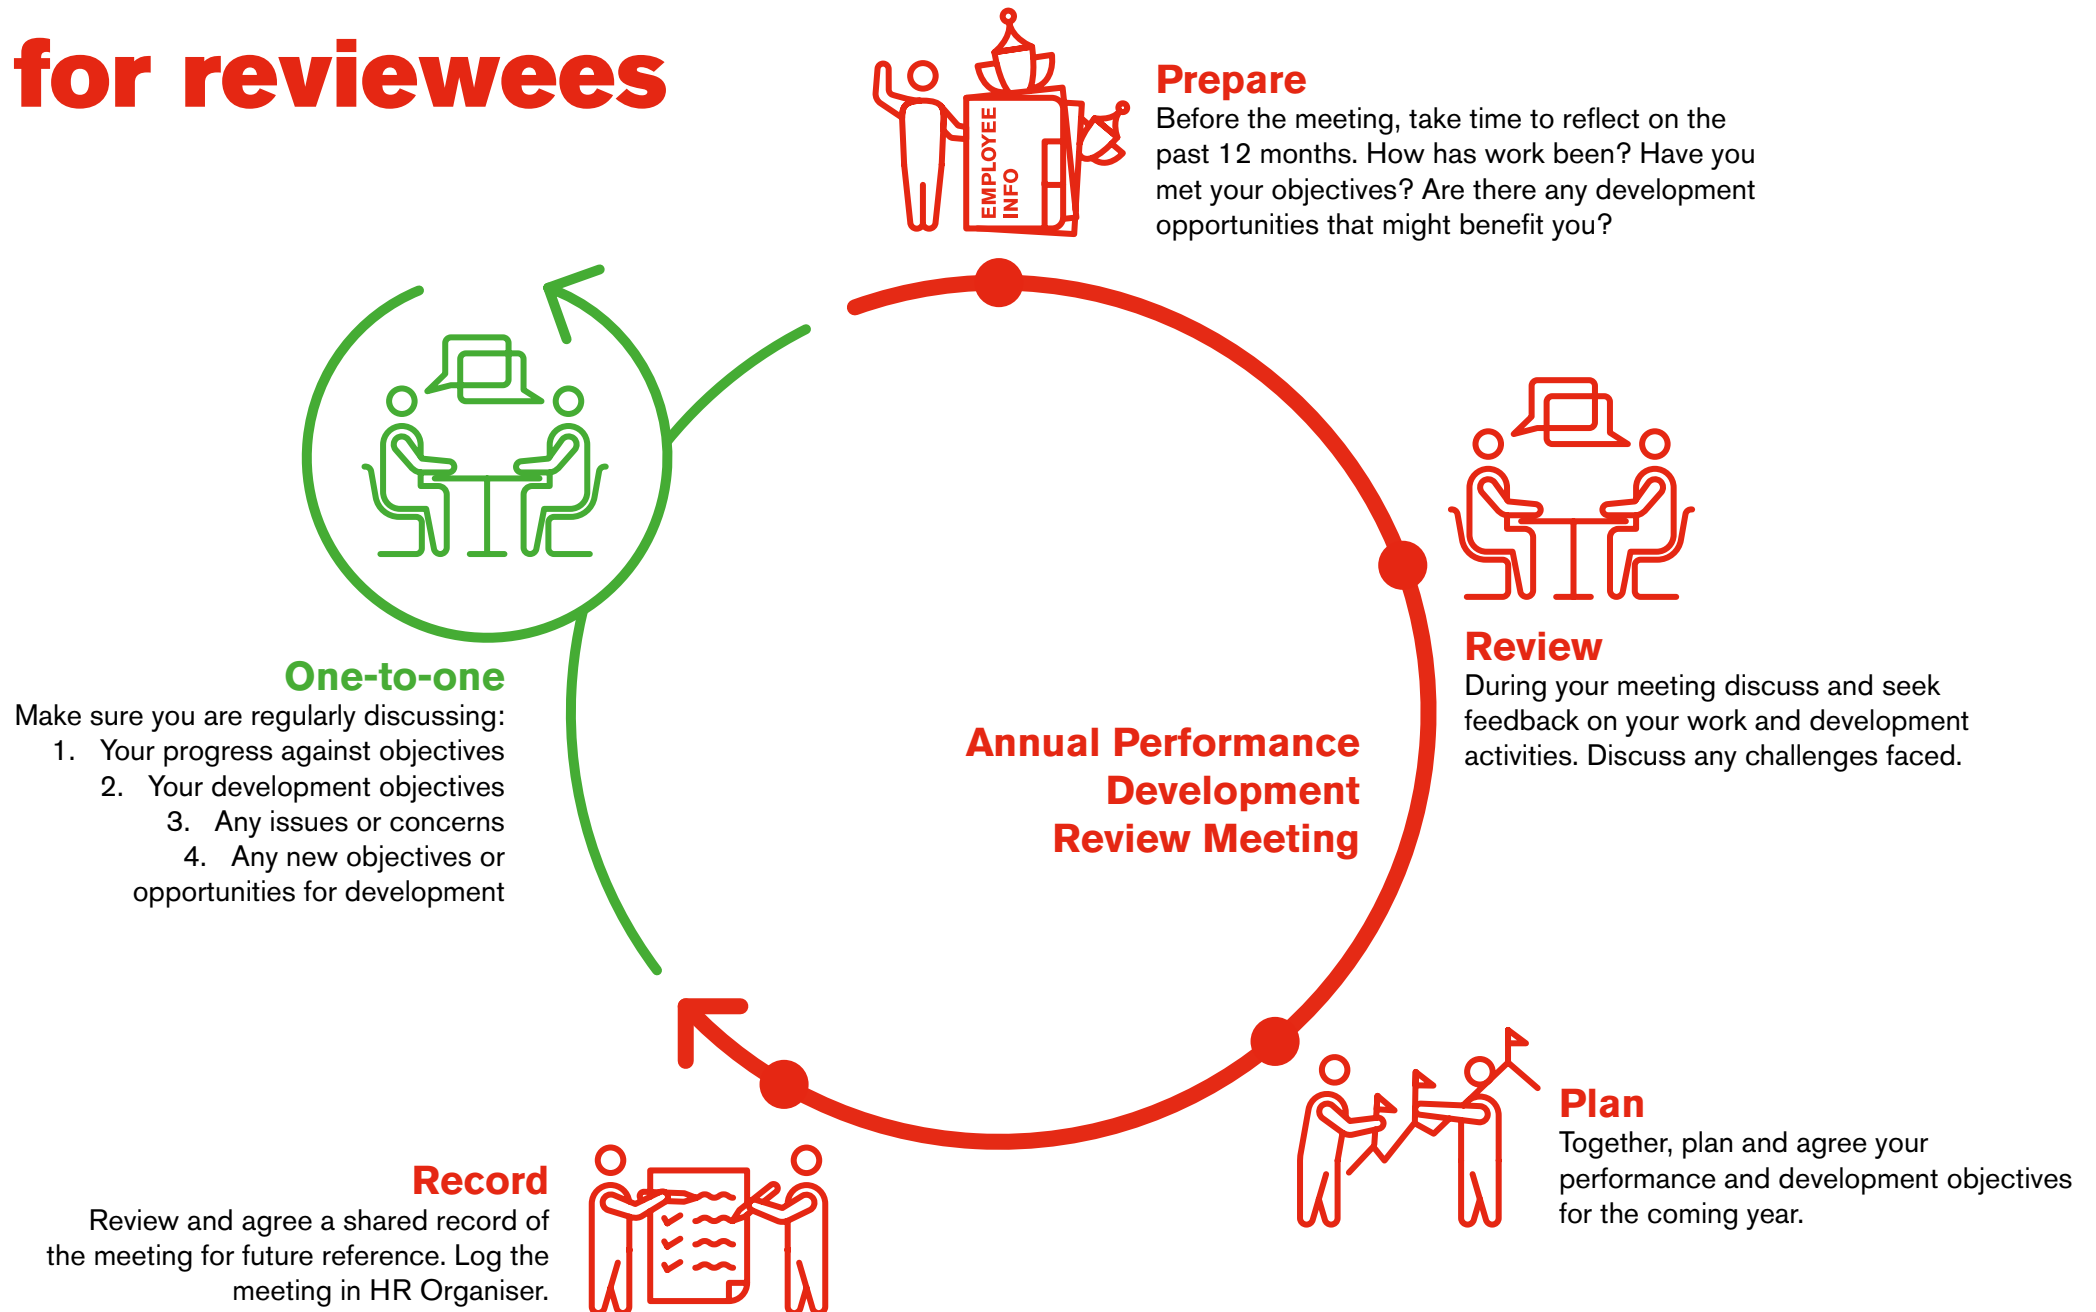 for reviewees
EMPLOYEE
INFO
Prepare
Before the meeting, take time to reflect on the
past 12 months. How has work been? Have you
met your objectives? Are there any development
opportunities that might benefit you?
Review
During your meeting discuss and seek
feedback on your work and development
activities. Discuss any challenges faced.
One-to-one
Make sure you are regularly discussing:
1. Your progress against objectives
2. Your development objectives
3. Any issues or concerns
4. Any new objectives or
opportunities for development
Annual Performance
Development
Review Meeting
Plan
Together, plan and agree your
performance and development objectives
for the coming year.
Record
Review and agree a shared record of
the meeting for future reference. Log the
meeting in HR Organiser.